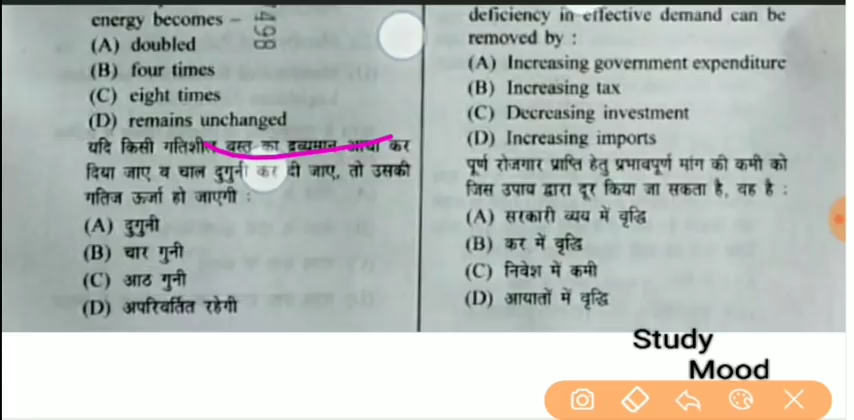 energy becomes –
(A) doubled
(B) four times
(C) eight times
(D) remains unchanged
यदि किसी गतिशील वस्तु का द्रव्यमान आधा कर
दिया जाए व चाल दुगुनी कर दी जाए, तो उसकी
गतिज ऊर्जा हो जाएगी :
(A) दुगुनी
(B) चार गुनी
(C) आठ गुनी
(D) अपरिवर्तित रहेगी
deficiency in effective demand can be
removed by :
(A) Increasing government expenditure
(B) Increasing tax
(C) Decreasing investment
(D) Increasing imports
पूर्ण रोजगार प्राप्ति हेतु प्रभावपूर्ण मांग की कमी को
जिस उपाय द्वारा दूर किया जा सकता है, वह है :
(A) सरकारी व्यय में वृद्धि
(B) कर में वृद्धि
(C) निवेश में कमी
(D) आयातों में वृद्धि
Study
Mood